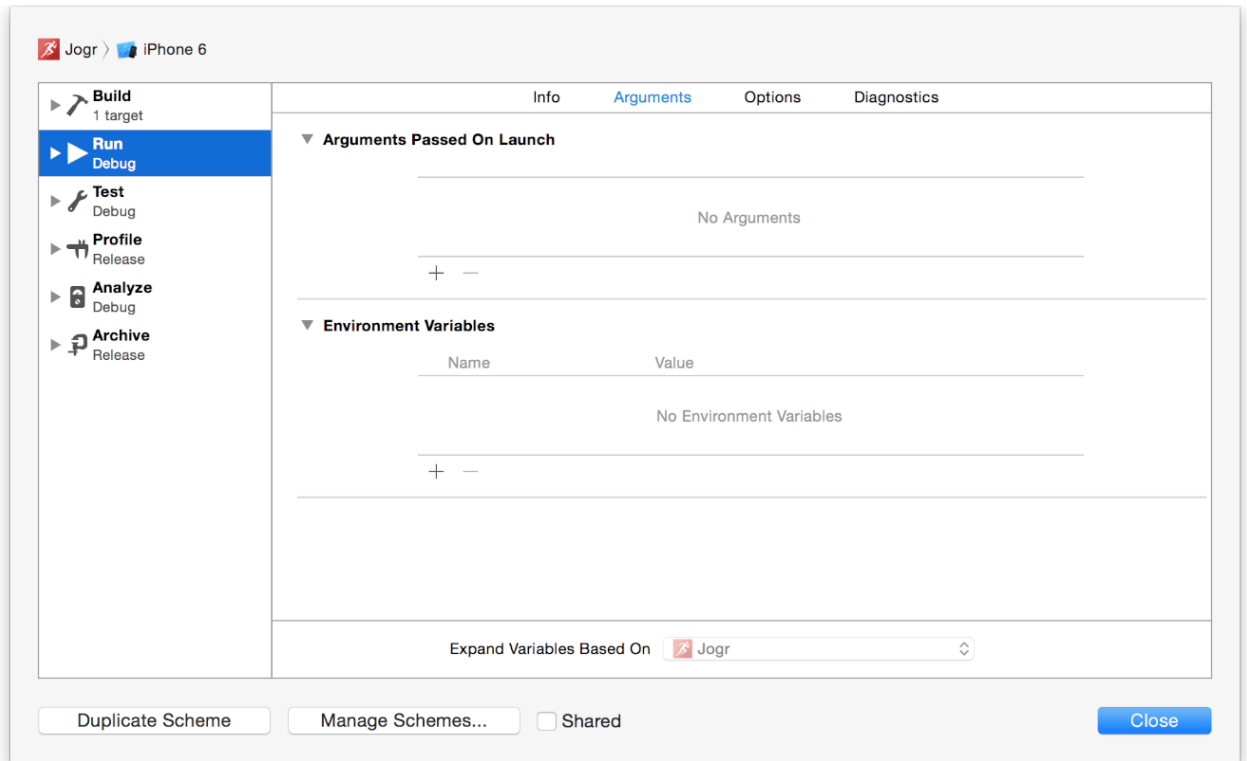 Jogr 〉 iPhone 6
Build
1 target
Run
Debug
Test
Debug
Profile
Release
Analyze
Debug
Archive
Release
Info Arguments Options Diagnostics
Arguments Passed On Launch
No Arguments
+ −
Environment Variables
Name Value
No Environment Variables
+ −
Expand Variables Based On Jogr
Duplicate Scheme Manage Schemes... Shared Close